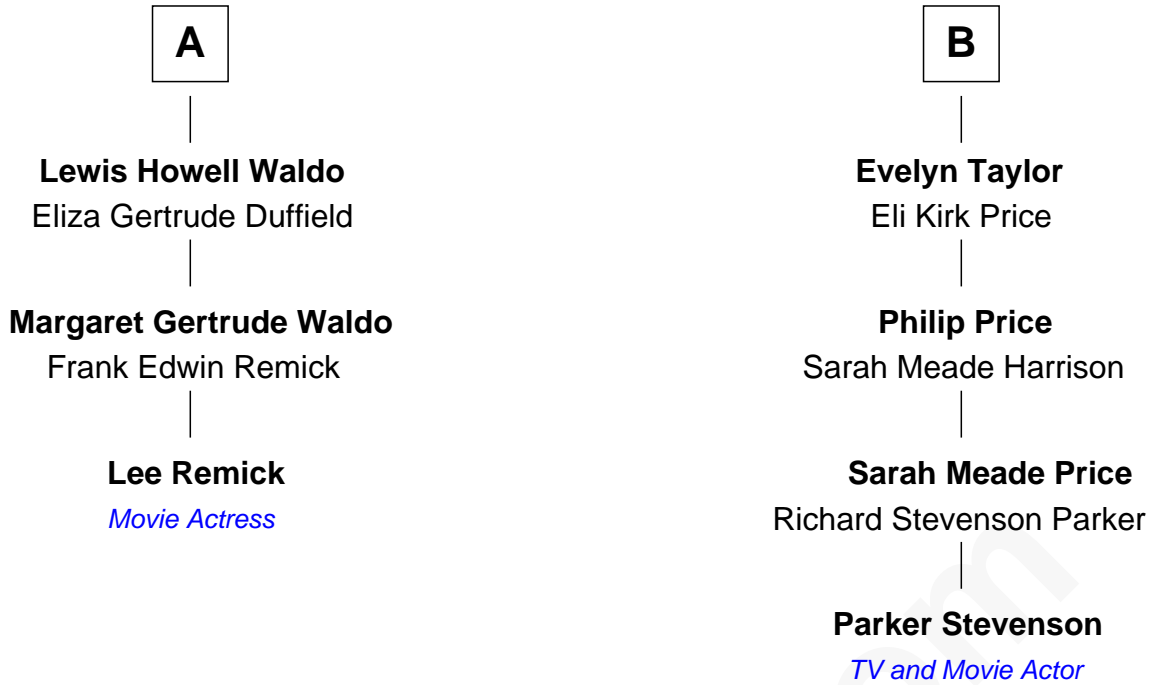 A
Lewis Howell Waldo
Eliza Gertrude Duffield
Margaret Gertrude Waldo
Frank Edwin Remick
Lee Remick
Movie Actress
B
Evelyn Taylor
Eli Kirk Price
Philip Price
Sarah Meade Harrison
Sarah Meade Price
Richard Stevenson Parker
Parker Stevenson
TV and Movie Actor